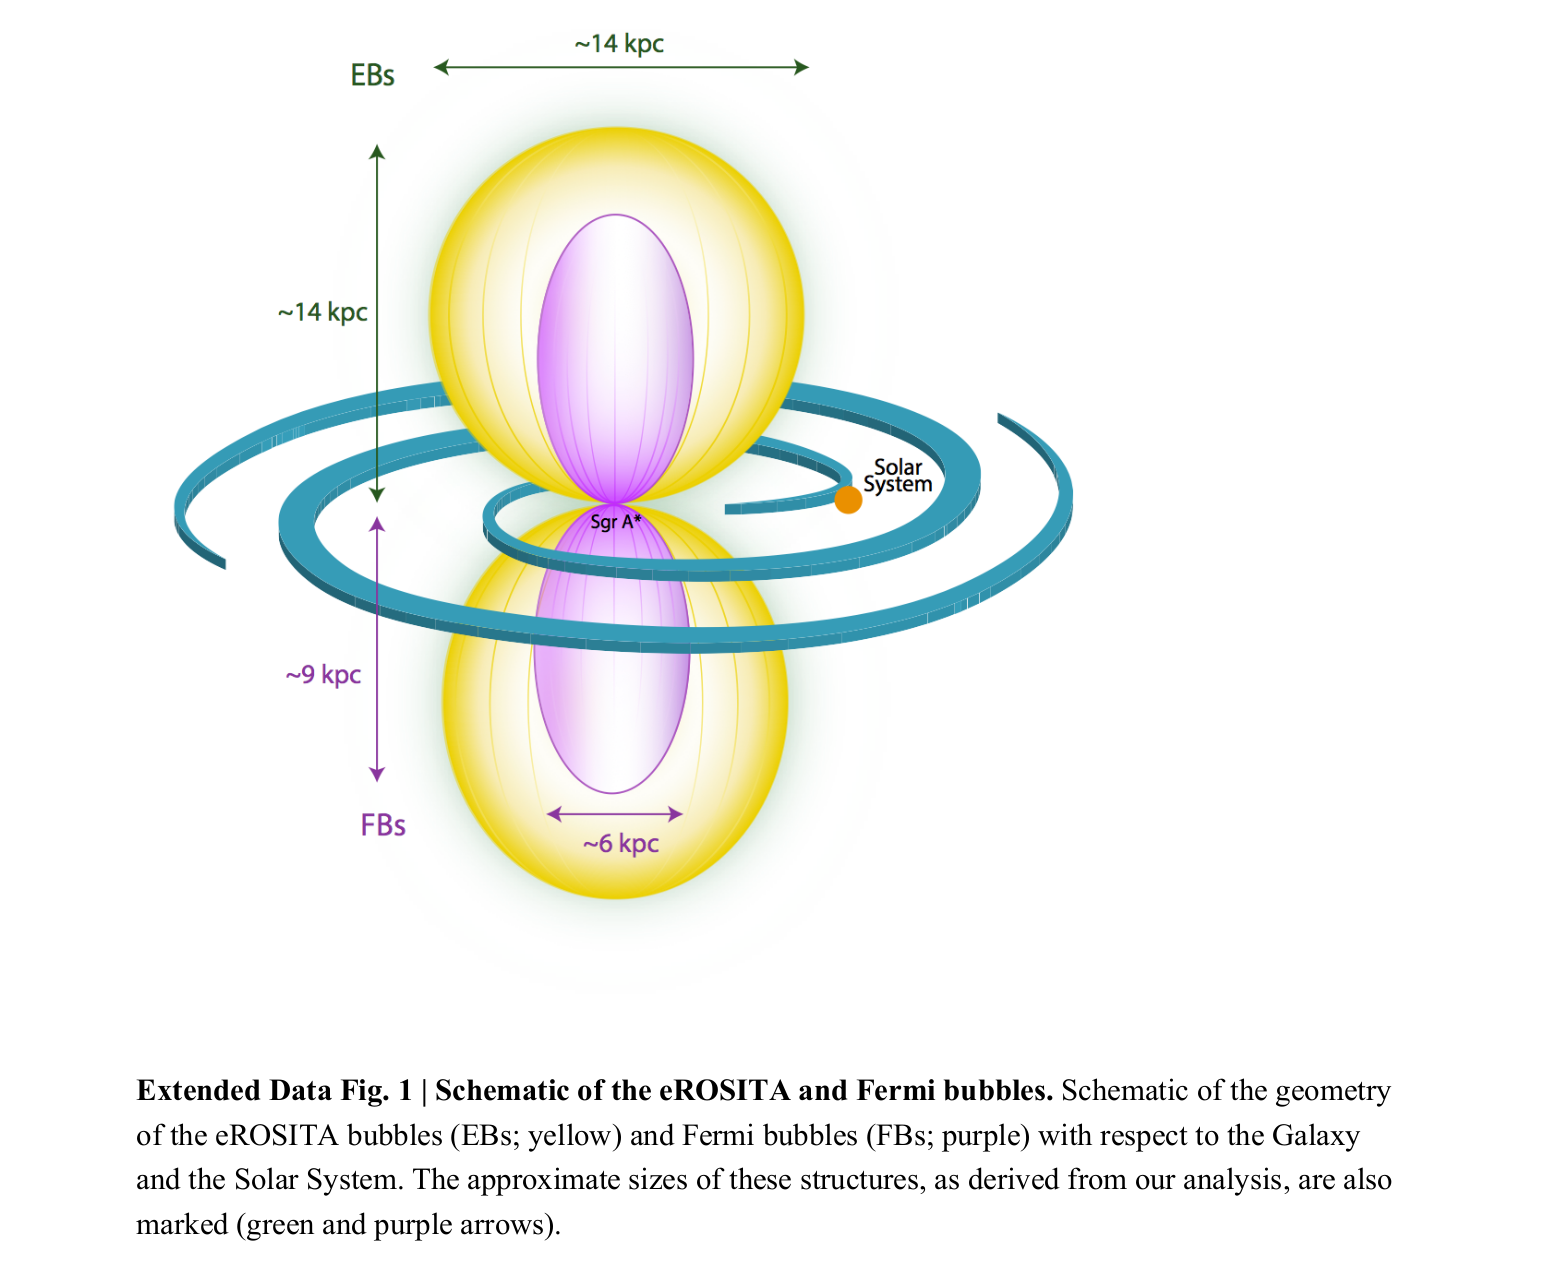 ~14 kpc
EBs
~14 kpc
Solar
System
Sgr A*
~9 kpc
FBs
~6 kpc
Extended Data Fig. 1 | Schematic of the eROSITA and Fermi bubbles. Schematic of the geometry
of the eROSITA bubbles (EBs; yellow) and Fermi bubbles (FBs; purple) with respect to the Galaxy
and the Solar System. The approximate sizes of these structures, as derived from our analysis, are also
marked (green and purple arrows).